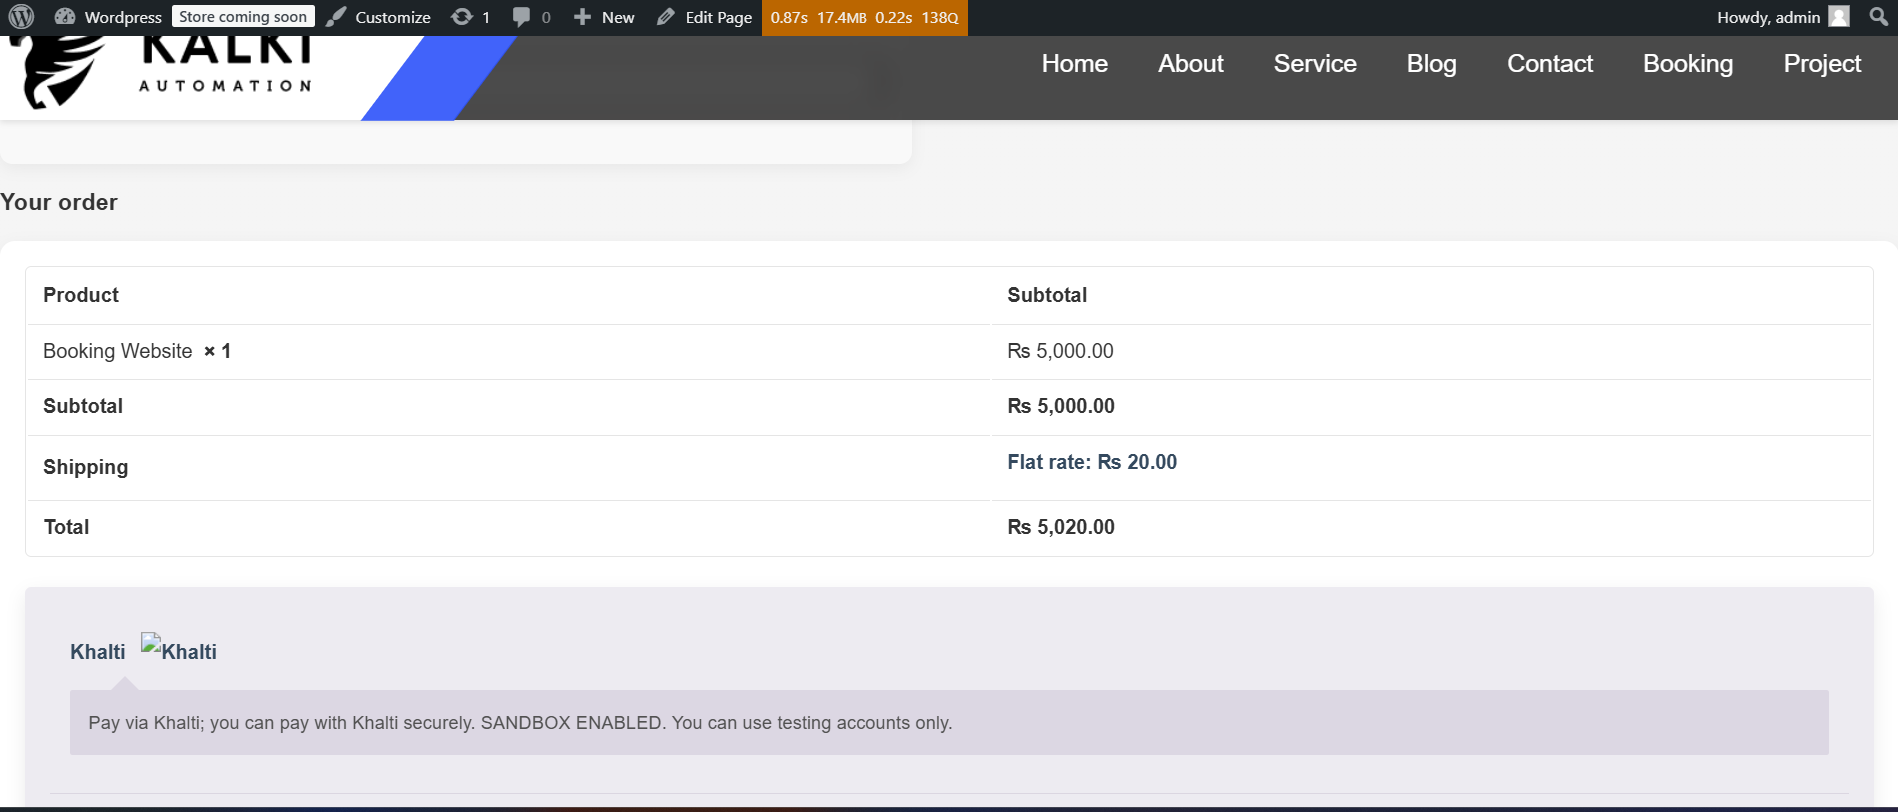 Wordpress Store coming soon Customize 1 0 New Edit Page 0.87s 17.4MB 0.22s 138Q Howdy, admin
KALKI
AUTOMATION
Home About Service Blog Contact Booking Project
Your order
Product Subtotal
Booking Website × 1 ₨ 5,000.00
Subtotal ₨ 5,000.00
Shipping Flat rate: ₨ 20.00
Total ₨ 5,020.00
Khalti Khalti
Pay via Khalti; you can pay with Khalti securely. SANDBOX ENABLED. You can use testing accounts only.